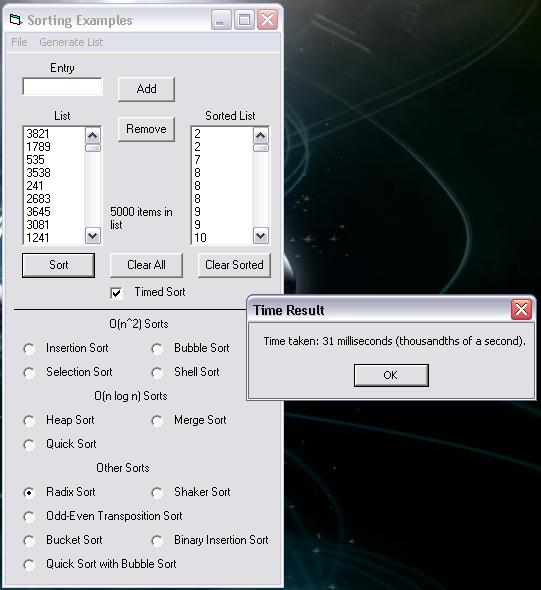 Sorting Examples
File Generate List
Entry
Add
List
Remove
Sorted List
3821
1789
535
3538
241
2683
3645
3081
1241
5000 items in
list
2
2
7
8
8
8
9
9
10
Sort Clear All Clear Sorted
Timed Sort
O(n^2) Sorts
Insertion Sort Bubble Sort
Selection Sort Shell Sort
O(n log n) Sorts
Heap Sort Merge Sort
Quick Sort
Other Sorts
Radix Sort Shaker Sort
Odd-Even Transposition Sort
Bucket Sort Binary Insertion Sort
Quick Sort with Bubble Sort
Time Result
Time taken: 31 milliseconds (thousandths of a second).
OK